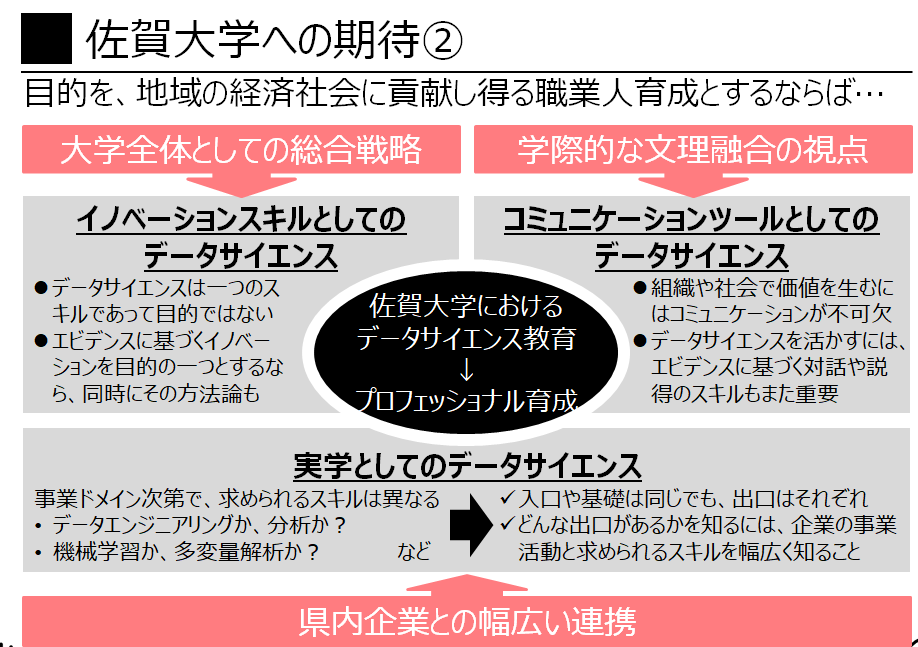 佐賀大学への期待②
目的を、地域の経済社会に貢献し得る職業人育成とするならば…
大学全体としての総合戦略
学際的な文理融合の視点
イノベーションスキルとしての
データサイエンス
●データサイエンスは一つのス
キルであって目的ではない
●エビデンスに基づくイノベー
ションを目的の一つとするな
ら、同時にその方法論も
コミュニケーションツールとしての
データサイエンス
●組織や社会で価値を生むに
はコミュニケーションが不可欠
●データサイエンスを活かすには、
エビデンスに基づく対話や説
得のスキルもまた重要
佐賀大学における
データサイエンス教育
↓
プロフェッショナル育成
実学としてのデータサイエンス
事業ドメイン次第で、求められるスキルは異なる
• データエンジニアリングか、分析か？
• 機械学習か、多変量解析か？ など
✓入口や基礎は同じでも、出口はそれぞれ
✓どんな出口があるかを知るには、企業の事業
活動と求められるスキルを幅広く知ること
県内企業との幅広い連携